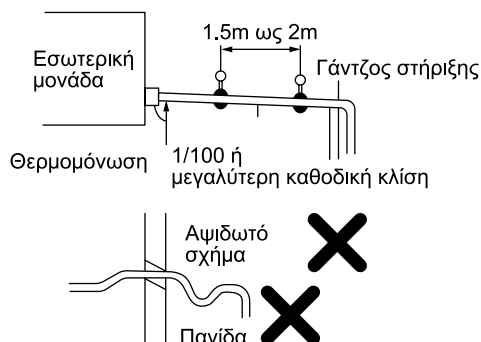 1.5m ως 2m
Εσωτερική
μονάδα
Γάντζος στήριξης
Θερμομόνωση
1/100 ή
μεγαλύτερη καθοδική κλίση
Αψιδωτό
σχήμα
Παγίδα